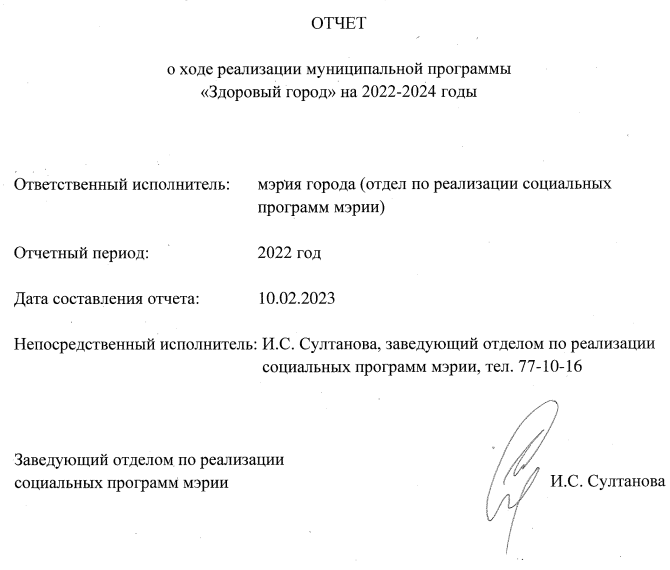 ОТЧЕТ
о ходе реализации муниципальной программы
«Здоровый город» на 2022-2024 годы
Ответственный исполнитель: мэрия города (отдел по реализации социальных
программ мэрии)
Отчетный период: 2022 год
Дата составления отчета: 10.02.2023
Непосредственный исполнитель: И.С. Султанова, заведующий отделом по реализации
социальных программ мэрии, тел. 77-10-16
Заведующий отделом по реализации
социальных программ мэрии И.С. Султанова